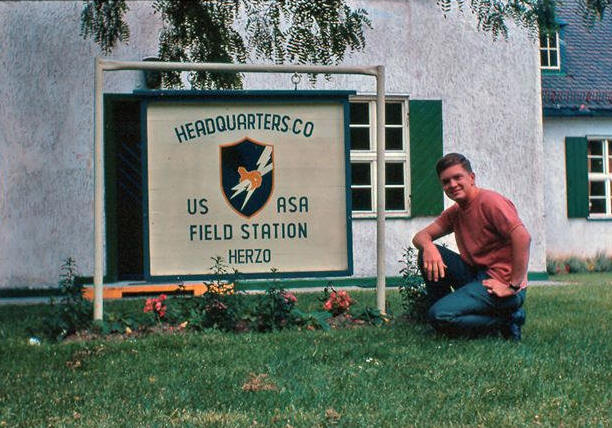 HEADQUARTERS CO
US ASA
FIELD STATION
HERZO